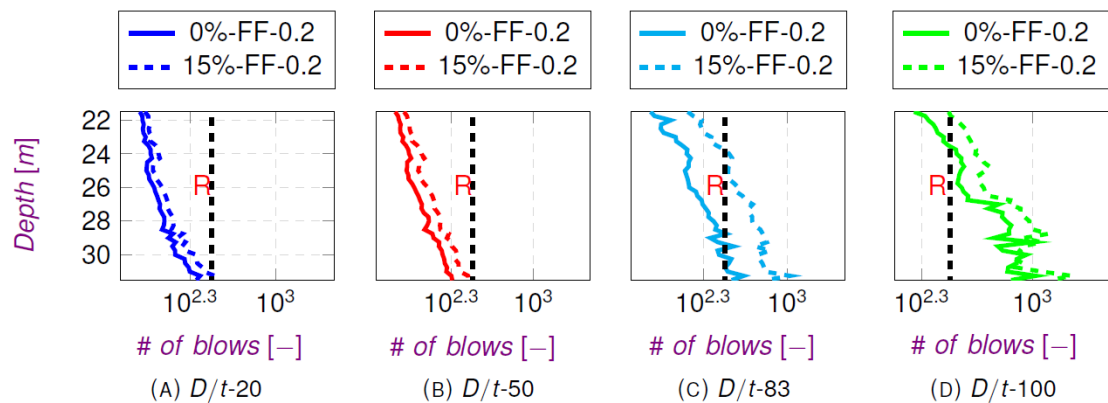 0%-FF-0.2
15%-FF-0.2
0%-FF-0.2
15%-FF-0.2
0%-FF-0.2
15%-FF-0.2
0%-FF-0.2
15%-FF-0.2
Depth [m]
22
24
26
28
30
R
R
R
R
10^2.3 10^3
10^2.3 10^3
10^2.3 10^3
10^2.3 10^3
# of blows [−]
# of blows [−]
# of blows [−]
# of blows [−]
(A) D/t-20
(B) D/t-50
(C) D/t-83
(D) D/t-100